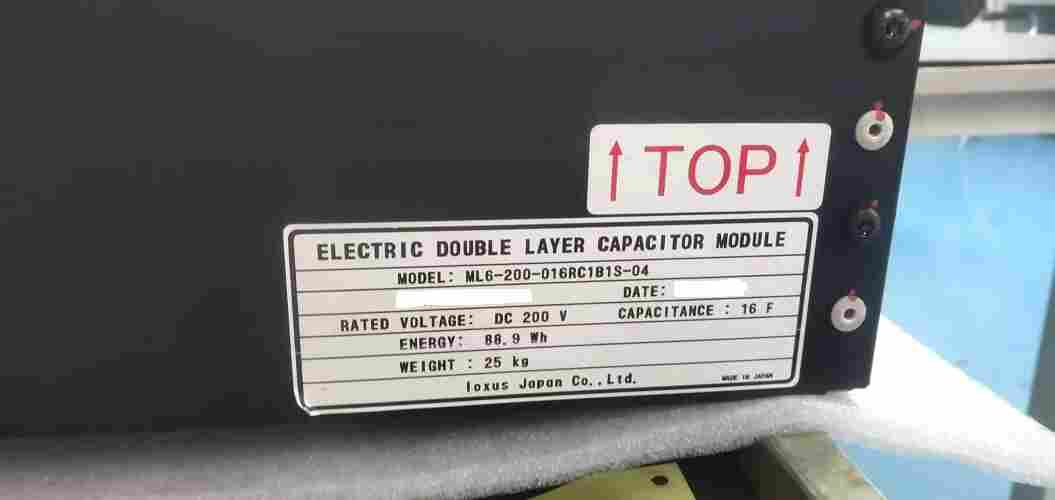 ↑ TOP ↑
ELECTRIC DOUBLE LAYER CAPACITOR MODULE
MODEL: ML6-200-016RC1B1S-04
DATE:
RATED VOLTAGE: DC 200 V CAPACITANCE : 16 F
ENERGY: 88.9 Wh
WEIGHT : 25 kg
Ioxus Japan Co.,Ltd. MADE IN JAPAN